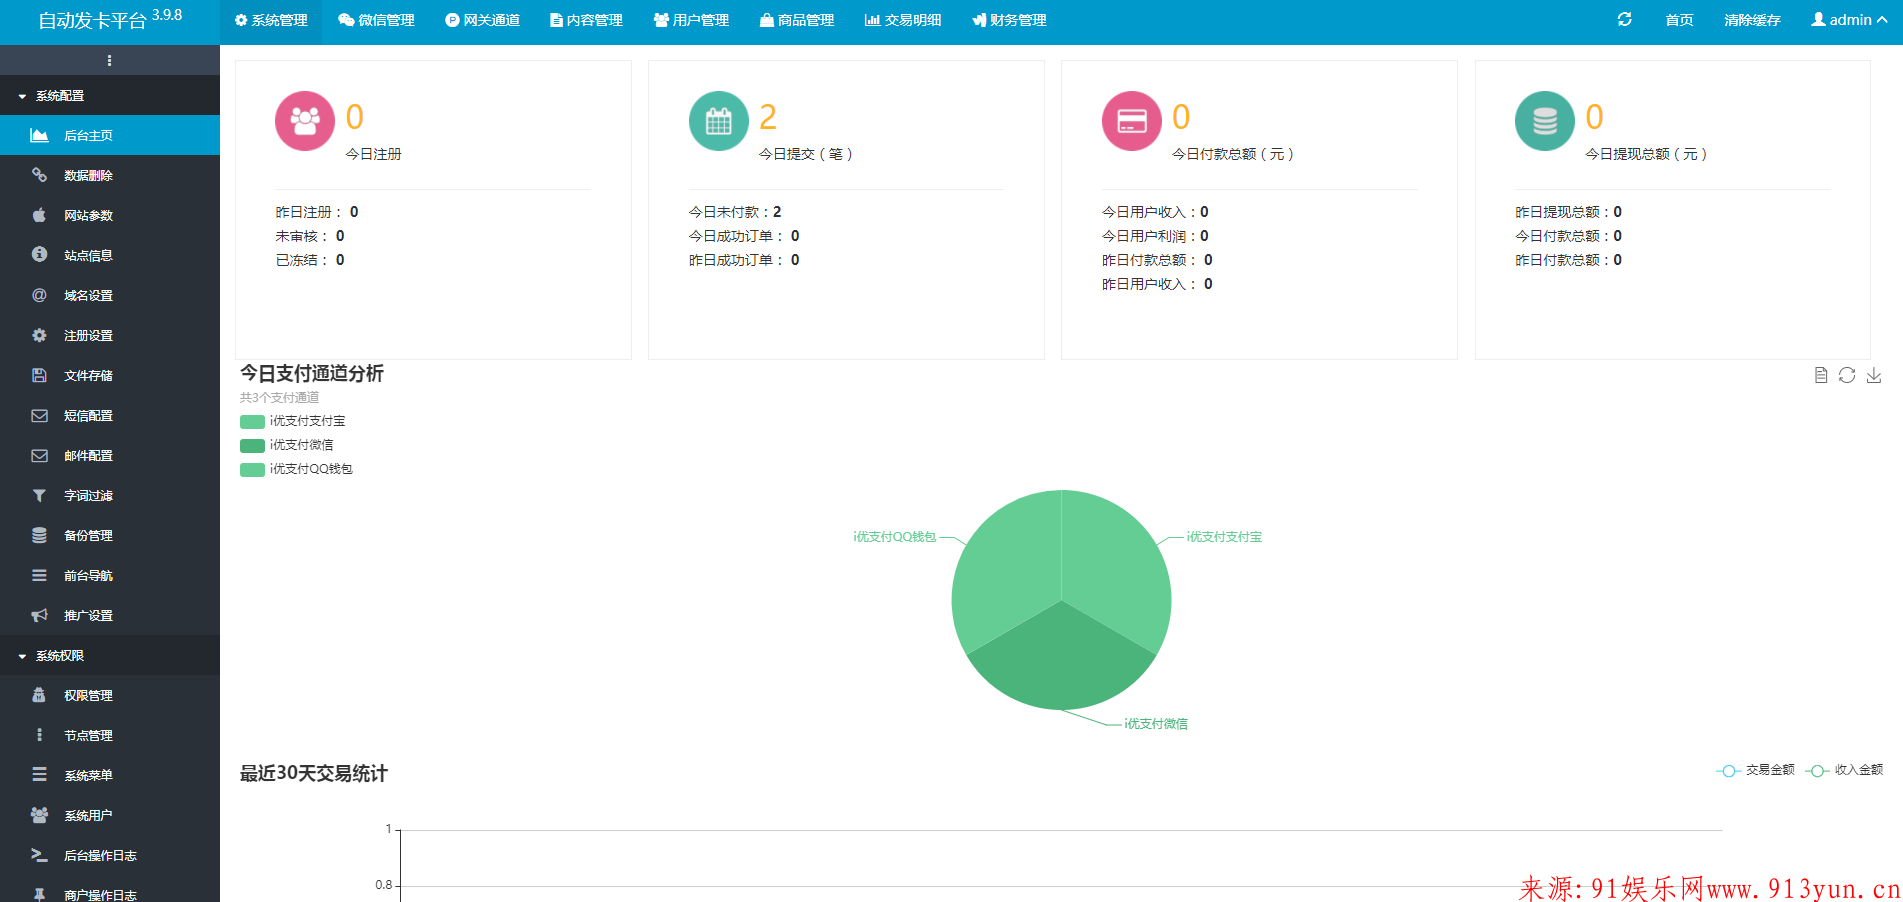 自动发卡平台 3.9.8
系统管理 微信管理 网关通道 内容管理 用户管理 商品管理 交易明细 财务管理 首页 清除缓存 admin
系统配置
后台主页
数据删除
网站参数
站点信息
域名设置
注册设置
文件存储
短信配置
邮件配置
字词过滤
备份管理
前台导航
推广设置
系统权限
权限管理
节点管理
系统菜单
系统用户
后台操作日志
商户操作日志
0
今日注册
昨日注册： 0
未审核： 0
已冻结： 0
2
今日提交（笔）
今日未付款：2
今日成功订单： 0
昨日成功订单： 0
0
今日付款总额（元）
今日用户收入：0
今日用户利润：0
昨日付款总额： 0
昨日用户收入： 0
0
今日提现总额（元）
昨日提现总额：0
今日付款总额：0
昨日付款总额：0
今日支付通道分析
共3个支付通道
i优支付支付宝
i优支付微信
i优支付QQ钱包
i优支付QQ钱包
i优支付支付宝
i优支付微信
最近30天交易统计
交易金额 收入金额
1
0.8
来源:91娱乐网www.913yun.cn